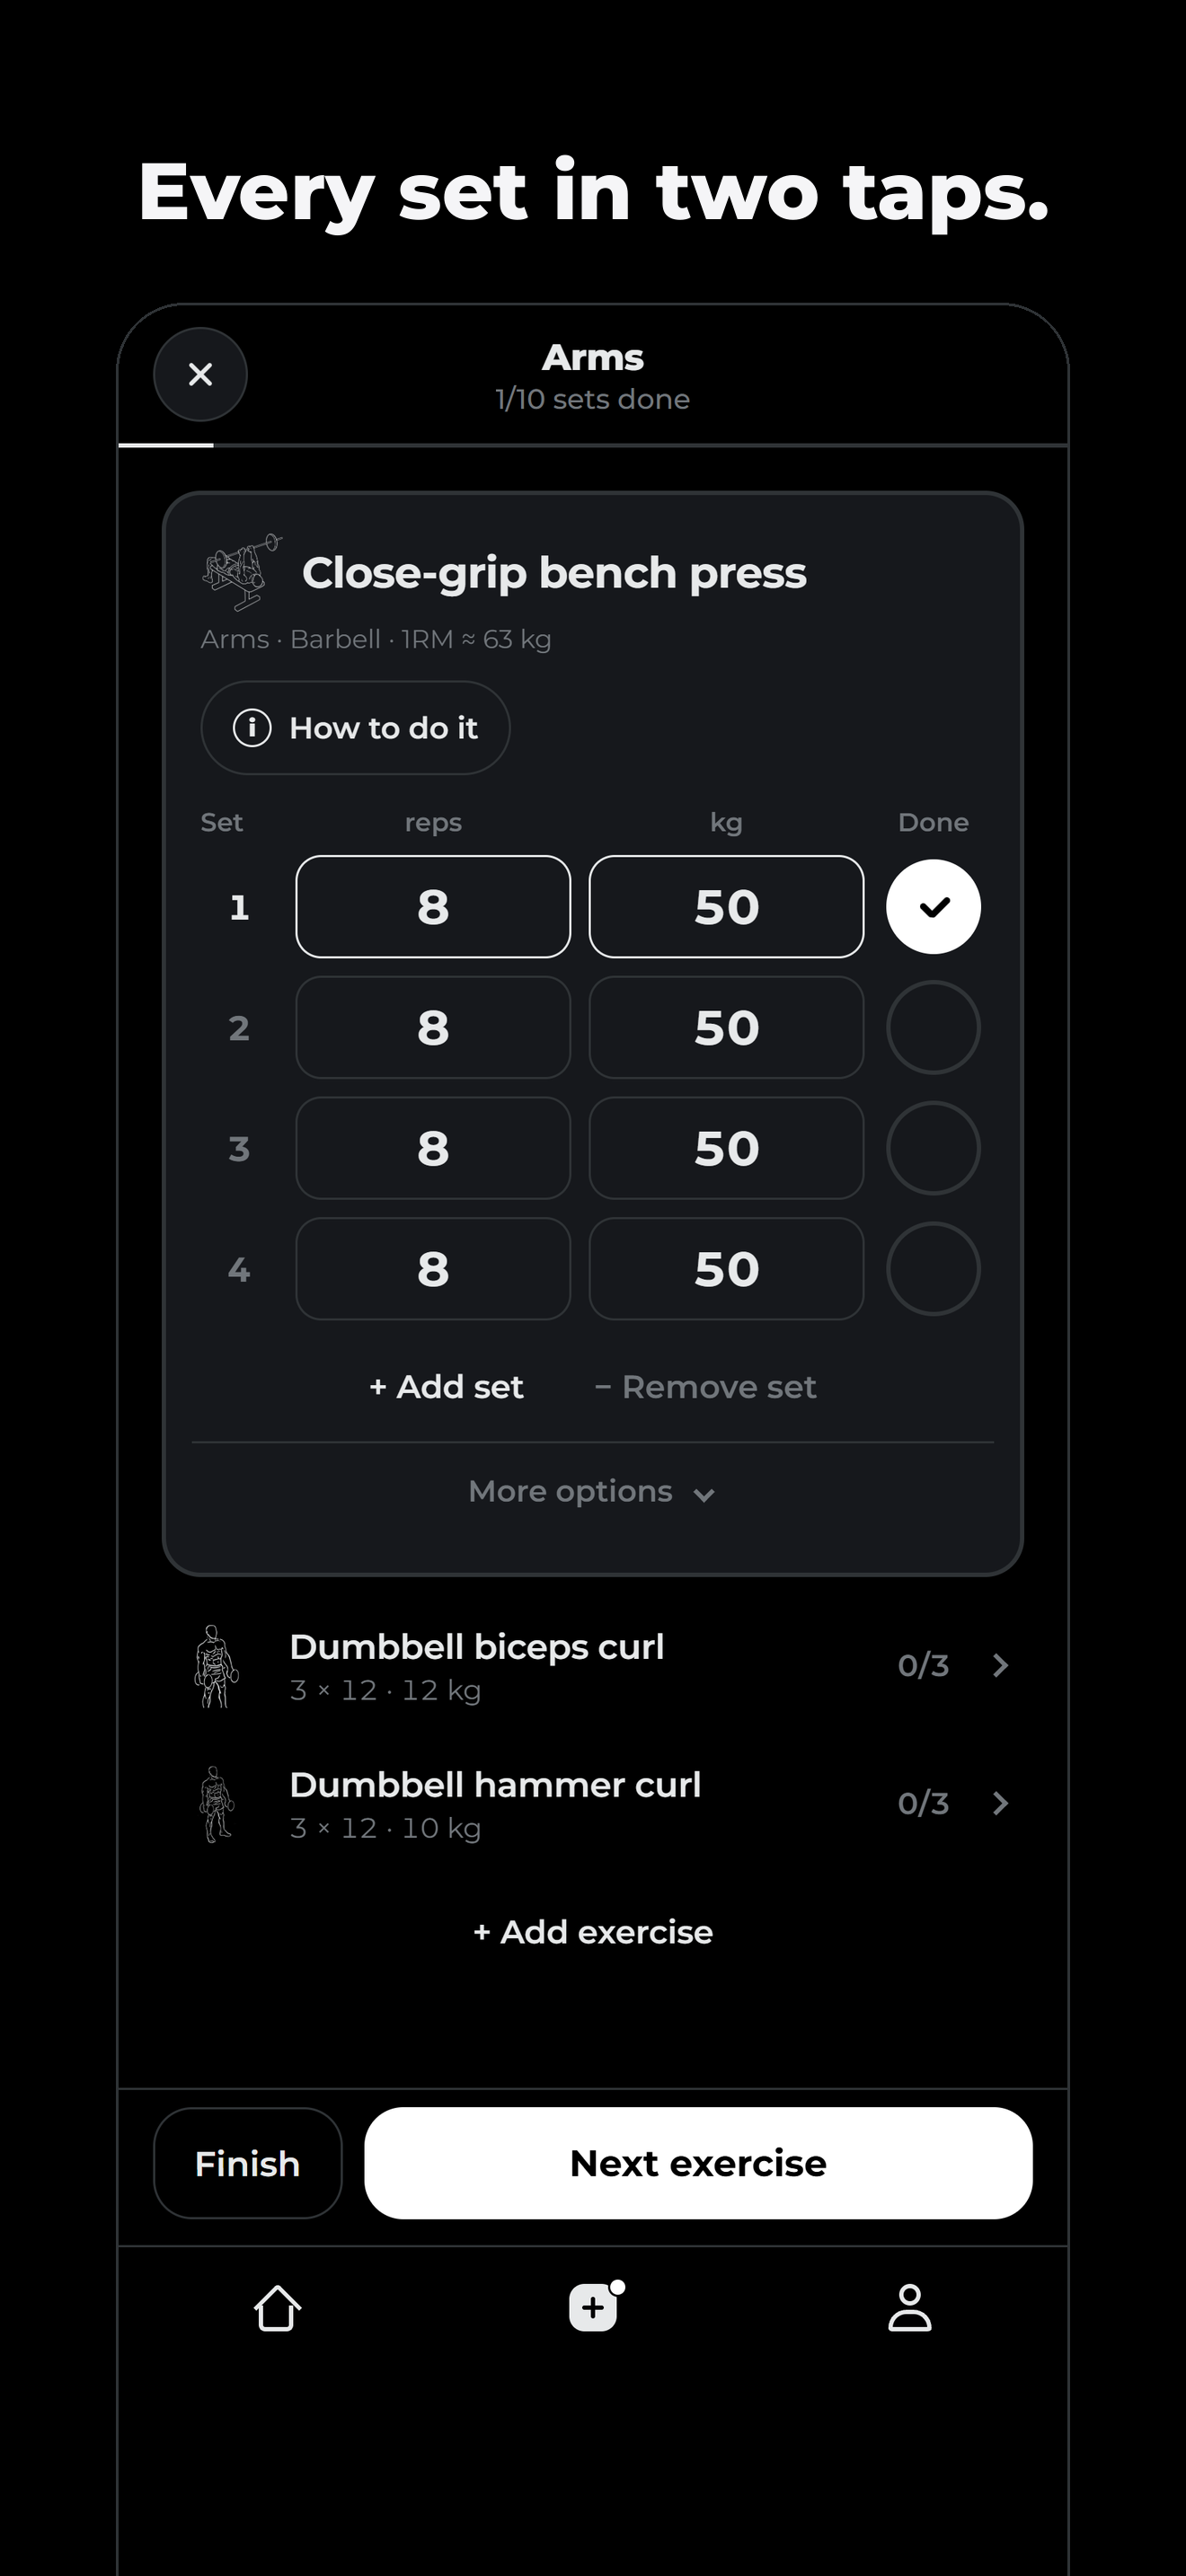 Every set in two taps.
Arms
1/10 sets done
Close-grip bench press
Arms · Barbell · 1RM ≈ 63 kg
How to do it
Set reps kg Done
1 8 50
2 8 50
3 8 50
4 8 50
+ Add set − Remove set
More options
Dumbbell biceps curl
3 × 12 · 12 kg
0/3
Dumbbell hammer curl
3 × 12 · 10 kg
0/3
+ Add exercise
Finish Next exercise